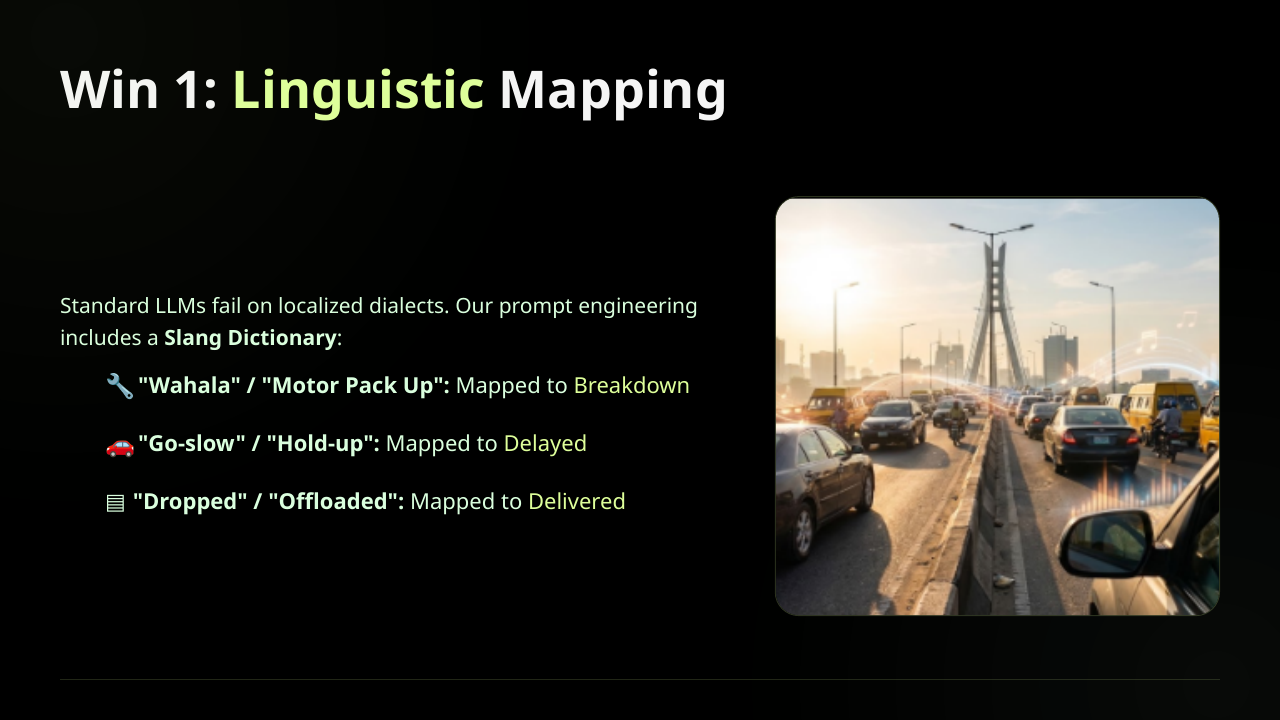 Win 1: Linguistic Mapping
Standard LLMs fail on localized dialects. Our prompt engineering
includes a Slang Dictionary:
🔧 "Wahala" / "Motor Pack Up": Mapped to Breakdown
🚗 "Go-slow" / "Hold-up": Mapped to Delayed
▤ "Dropped" / "Offloaded": Mapped to Delivered